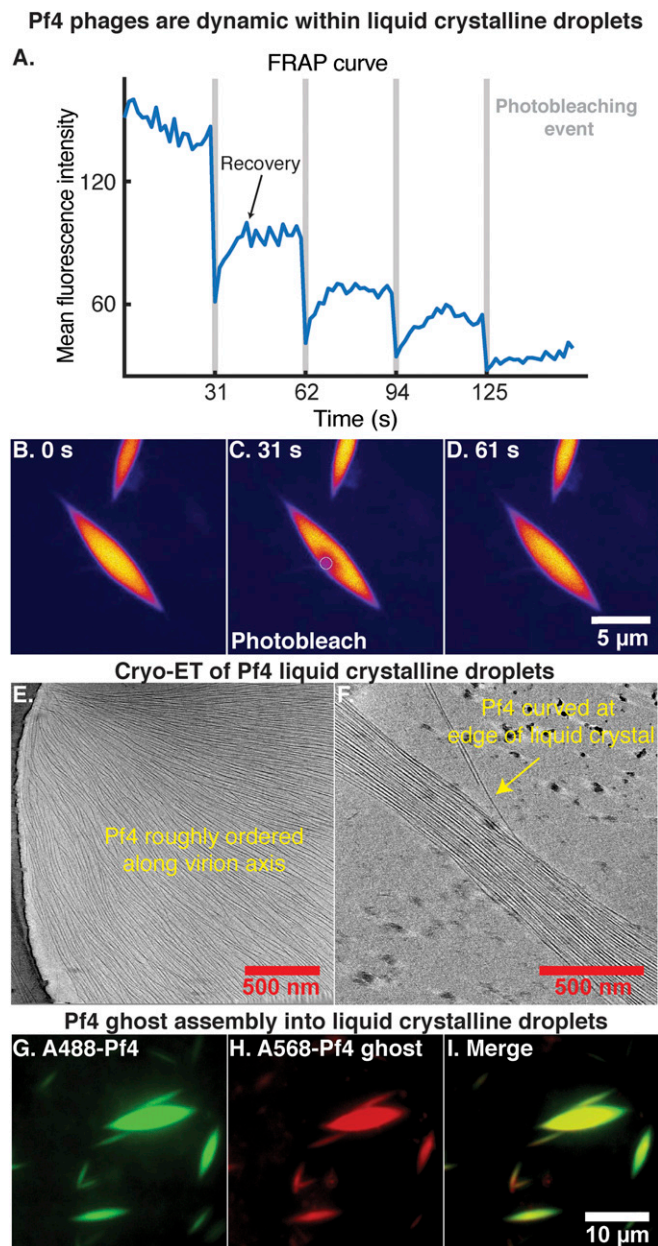 Pf4 phages are dynamic within liquid crystalline droplets
A.
FRAP curve
Photobleaching
event
Recovery
Mean fluorescence intensity
120
60
31 62 94 125
Time (s)
B. 0 s
C. 31 s
D. 61 s
Photobleach
5 µm
Cryo-ET of Pf4 liquid crystalline droplets
E.
F.
Pf4 curved at
edge of liquid crystal
Pf4 roughly ordered
along virion axis
500 nm
500 nm
Pf4 ghost assembly into liquid crystalline droplets
G. A488-Pf4
H. A568-Pf4 ghost
I. Merge
10 µm